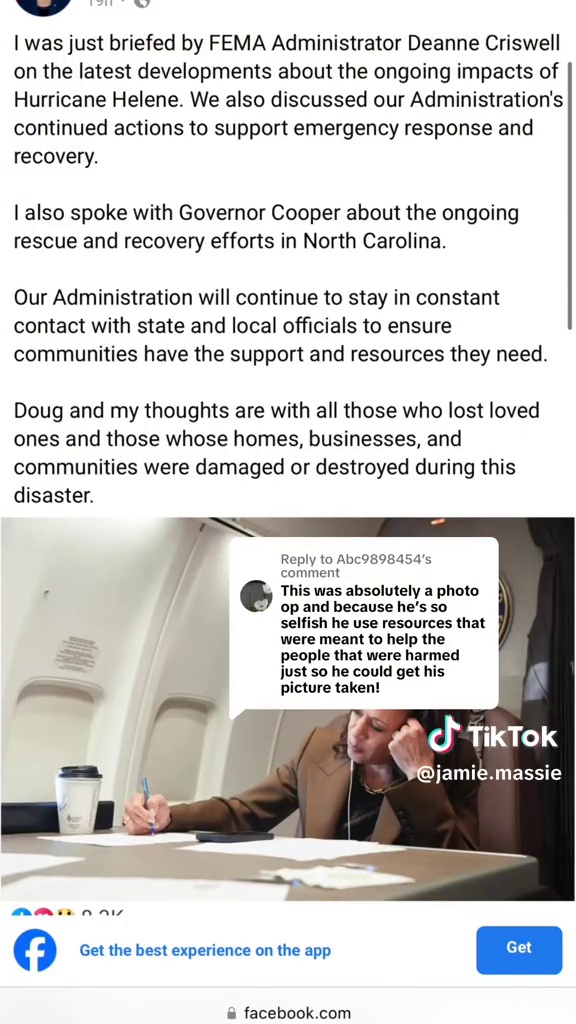 19h
I was just briefed by FEMA Administrator Deanne Criswell
on the latest developments about the ongoing impacts of
Hurricane Helene. We also discussed our Administration's
continued actions to support emergency response and
recovery.
I also spoke with Governor Cooper about the ongoing
rescue and recovery efforts in North Carolina.
Our Administration will continue to stay in constant
contact with state and local officials to ensure
communities have the support and resources they need.
Doug and my thoughts are with all those who lost loved
ones and those whose homes, businesses, and
communities were damaged or destroyed during this
disaster.
Reply to Abc9898454's
comment
This was absolutely a photo
op and because he's so
selfish he use resources that
were meant to help the
people that were harmed
just so he could get his
picture taken!
TikTok
@jamie.massie
Get the best experience on the app
Get
facebook.com